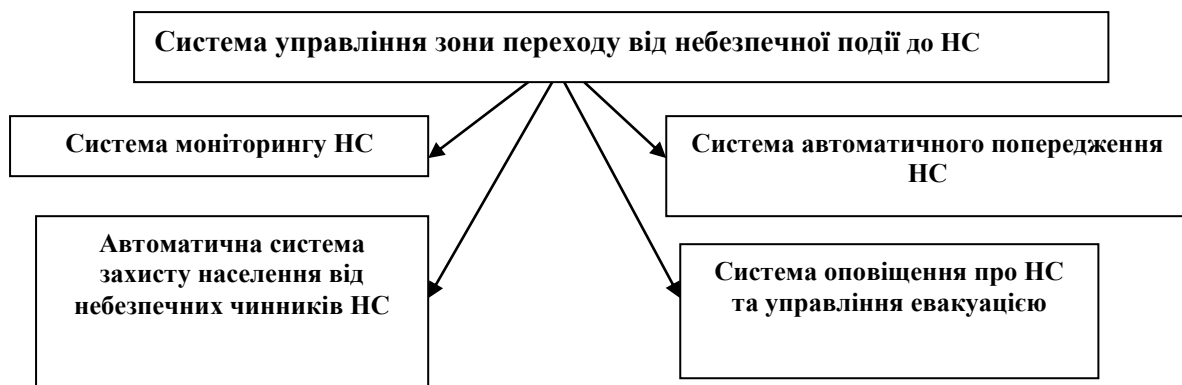 Система управління зони переходу від небезпечної події до НС
Система моніторингу НС
Система автоматичного попередження
НС
Автоматична система
захисту населення від
небезпечних чинників НС
Система оповіщення про НС
та управління евакуацією